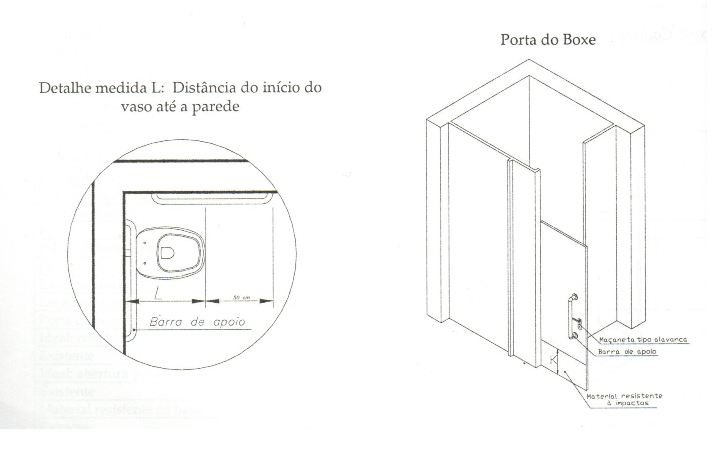 Porta do Boxe
Detalhe medida L: Distância do início do
vaso até a parede
L
50 cm
Barra de apoio
Maçaneta tipo alavanca
Barra de apoio
Material resistente
à impactos